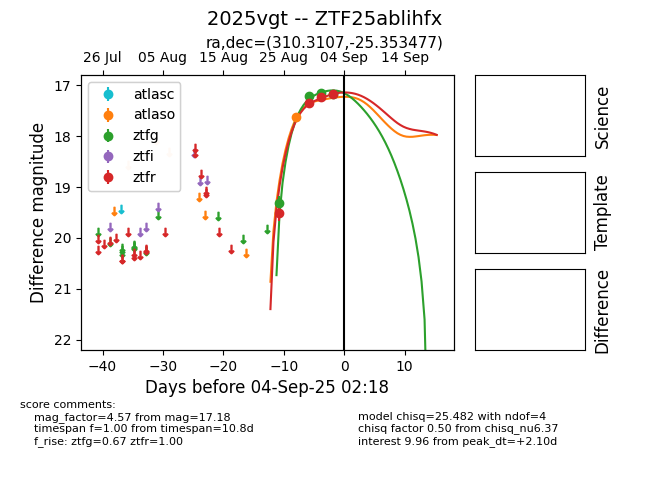 2025vgt -- ZTF25ablihfx
ra,dec=(310.3107,-25.353477)
26 Jul 05 Aug 15 Aug 25 Aug 04 Sep 14 Sep
atlasc
atlaso
ztfg
ztfi
ztfr
17
18
19
20
21
22
Difference magnitude
−40 −30 −20 −10 0 10
Days before 04-Sep-25 02:18
Science
Template
Difference
score comments:
mag_factor=4.57 from mag=17.18
timespan f=1.00 from timespan=10.8d
f_rise: ztfg=0.67 ztfr=1.00
model chisq=25.482 with ndof=4
chisq factor 0.50 from chisq_nu6.37
interest 9.96 from peak_dt=+2.10d